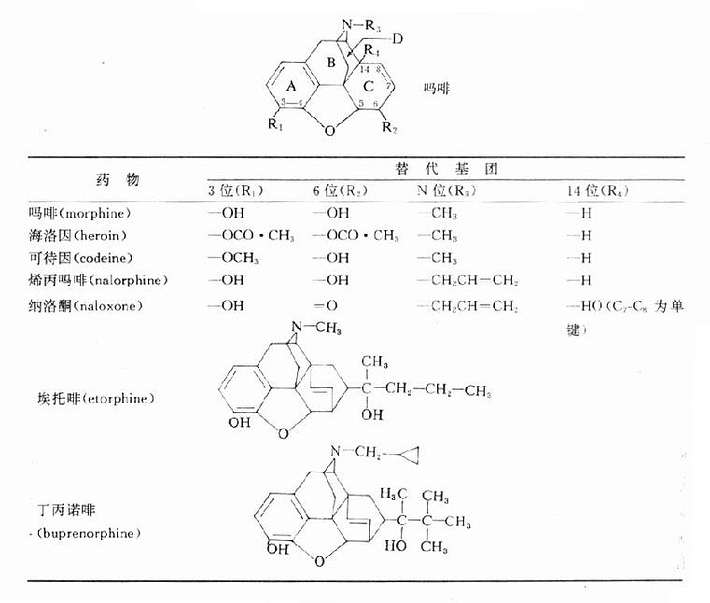 N—R₃
D
R₄
B
14
8
A
C
7
吗啡
3
4
5
6
R₁
O
R₂
药 物
替 代 基 团
3位(R₁) 6位(R₂) N位(R₃) 14位(R₄)
吗啡(morphine) —OH —OH —CH₃ —H
海洛因(heroin) —OCO·CH₃ —OCO·CH₃ —CH₃ —H
可待因(codeine) —OCH₃ —OH —CH₃ —H
烯丙吗啡(nalorphine) —OH —OH —CH₂CH=CH₂ —H
纳洛酮(naloxone) —OH =O —CH₂CH=CH₂ —HO(C₇-C₈ 为单
键)
N—CH₃
CH₃
埃托啡(etorphine)
C—CH₂—CH₂—CH₃
OH
OH
O
N—CH₂
丁丙诺啡
H₃C CH₃
-(buprenorphine)
C—C—CH₃
OH
HO CH₃
O